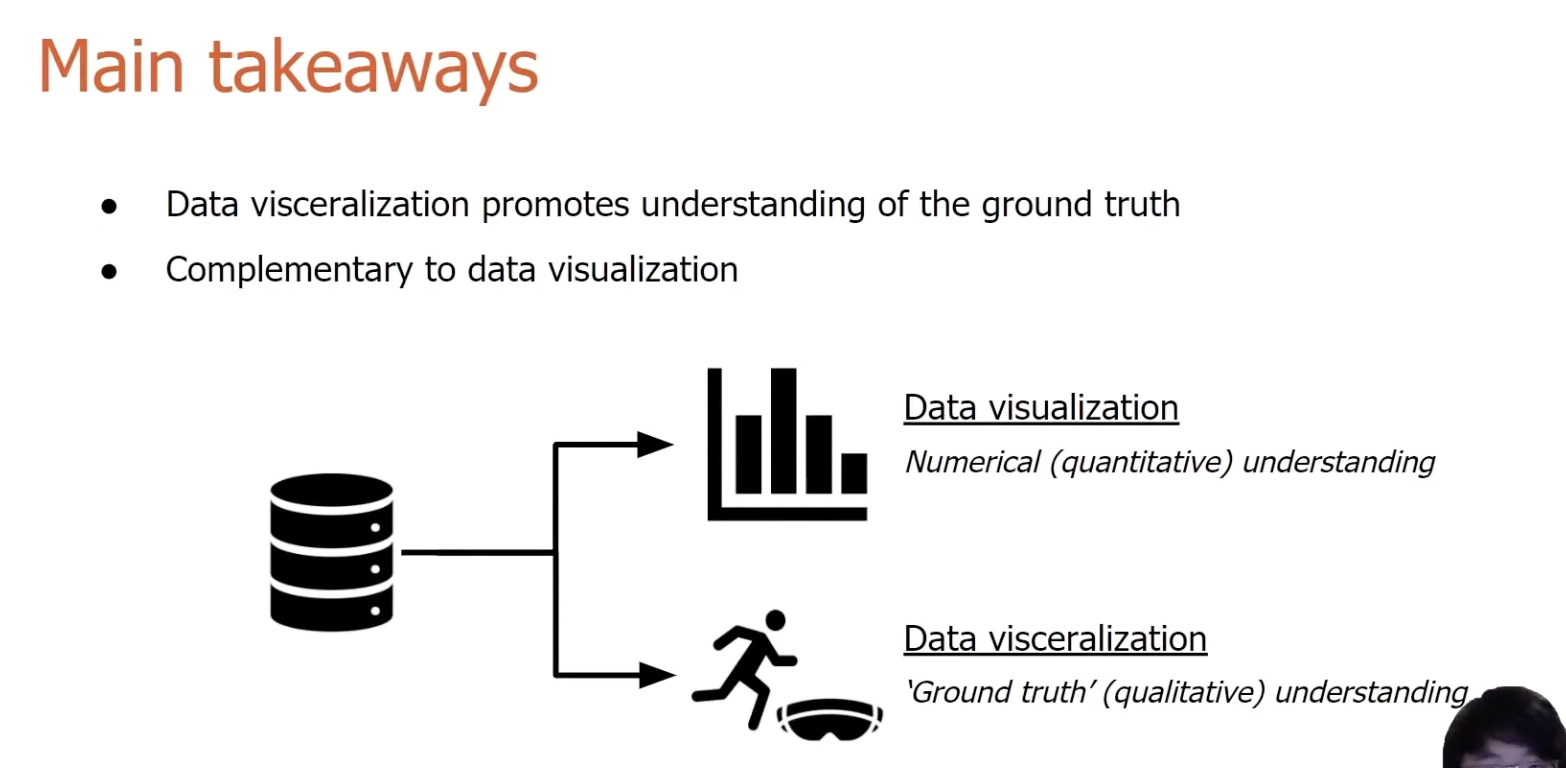 Main takeaways
● Data visceralization promotes understanding of the ground truth
● Complementary to data visualization
Data visualization
Numerical (quantitative) understanding
Data visceralization
‘Ground truth’ (qualitative) understanding